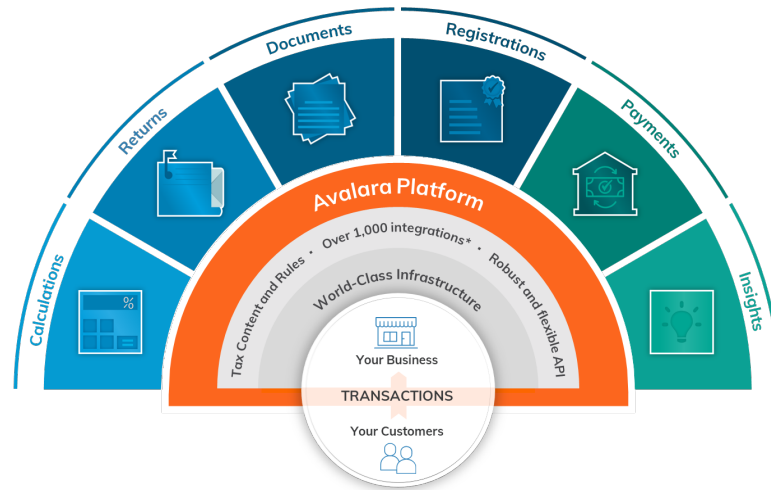 Calculations
Returns
Documents
Registrations
Payments
Insights
%
Avalara Platform
Tax Content and Rules • Over 1,000 integrations* • Robust and flexible API
World-Class Infrastructure
Your Business
TRANSACTIONS
Your Customers